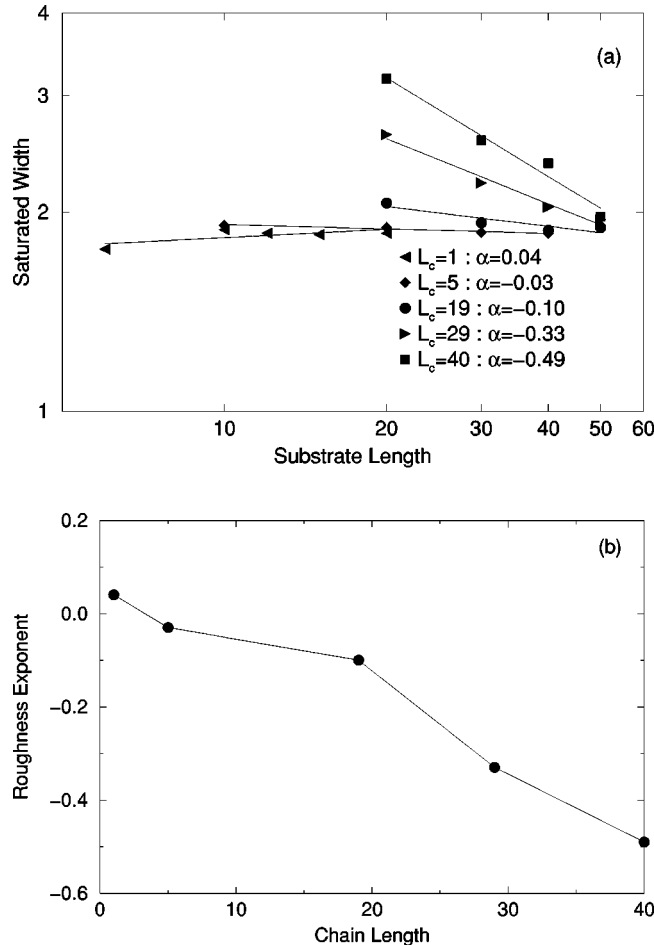 4
(a)
3
Saturated Width
2
L_c=1 : α=0.04
L_c=5 : α=−0.03
L_c=19 : α=−0.10
L_c=29 : α=−0.33
L_c=40 : α=−0.49
1
10 20 30 40 50 60
Substrate Length
0.2
(b)
0.0
Roughness Exponent
−0.2
−0.4
−0.6
0 10 20 30 40
Chain Length